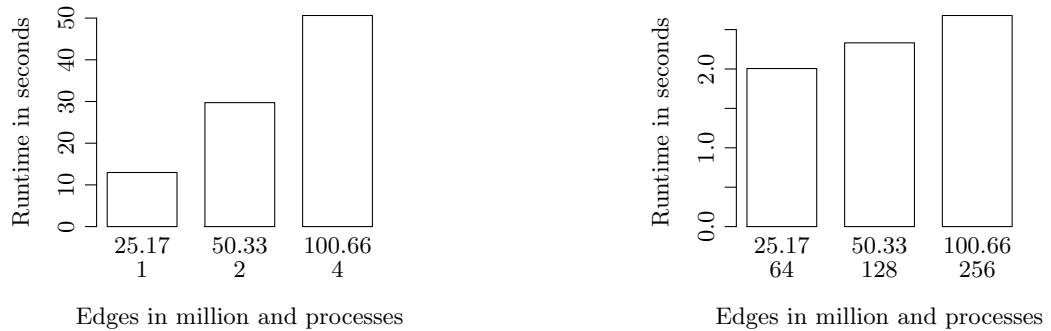 Runtime in seconds
50
40
30
20
10
0
25.17 50.33 100.66
1 2 4
Edges in million and processes
Runtime in seconds
2.0
1.0
0.0
25.17 50.33 100.66
64 128 256
Edges in million and processes